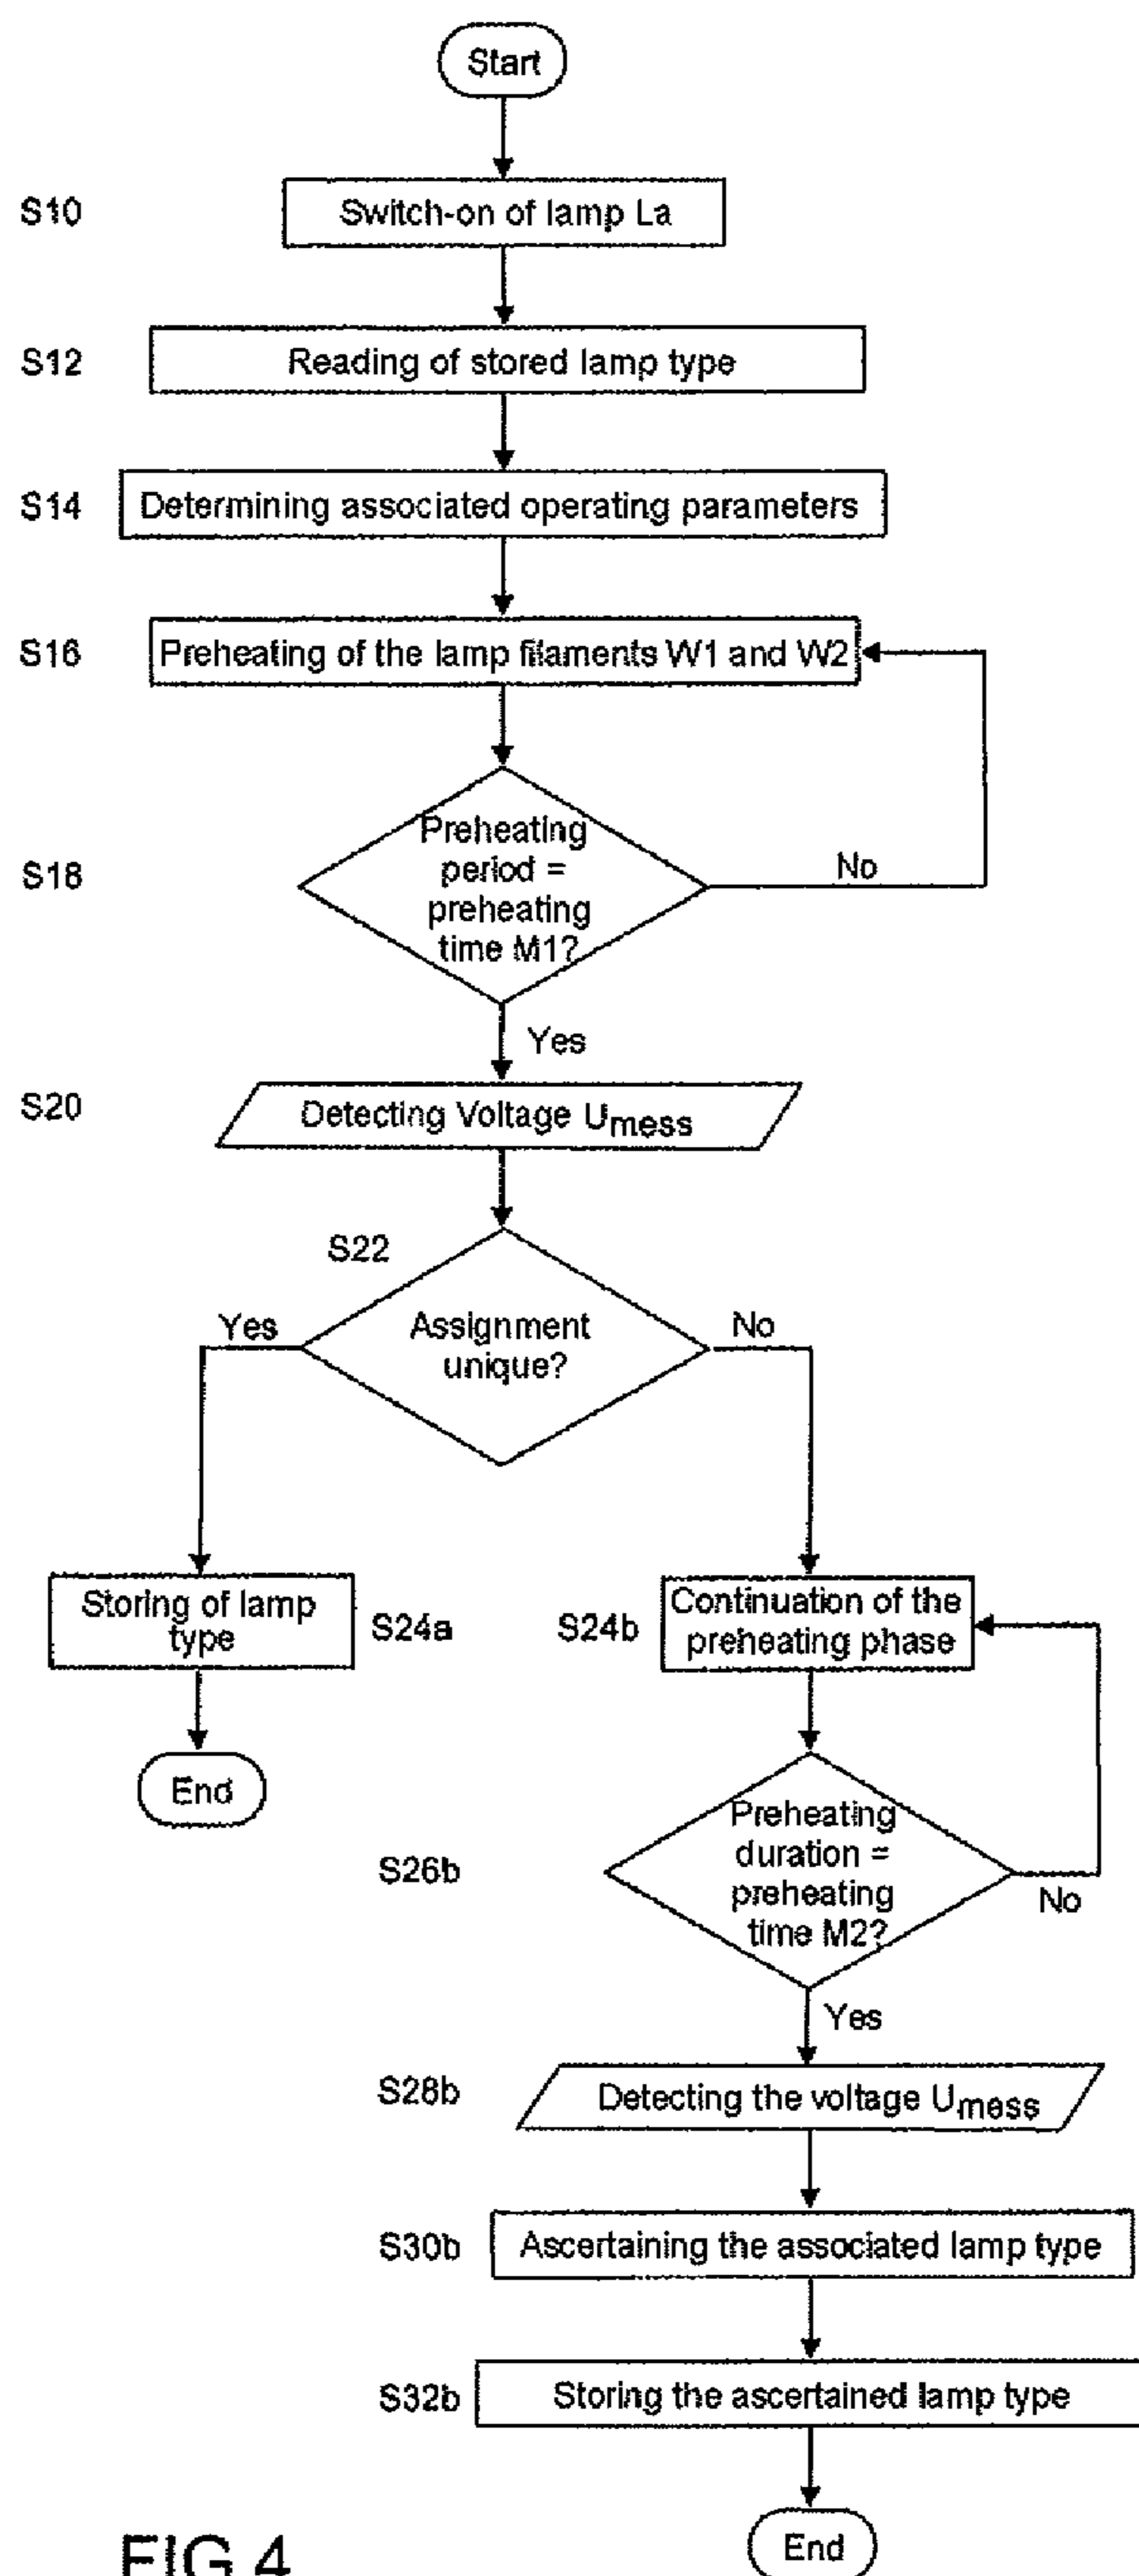 Start
S10
Switch-on of lamp La
S12
Reading of stored lamp type
S14
Determining associated operating parameters
S16
Preheating of the lamp filaments W1 and W2
S18
Preheating
period =
preheating
time M1?
No
Yes
S20
Detecting Voltage Umess
S22
Assignment
unique?
Yes
No
Storing of lamp
type
S24a
S24b
Continuation of the
preheating phase
End
S26b
Preheating
duration =
preheating
time M2?
No
Yes
S28b
Detecting the voltage Umess
S30b
Ascertaining the associated lamp type
S32b
Storing the ascertained lamp type
End
FIG 4